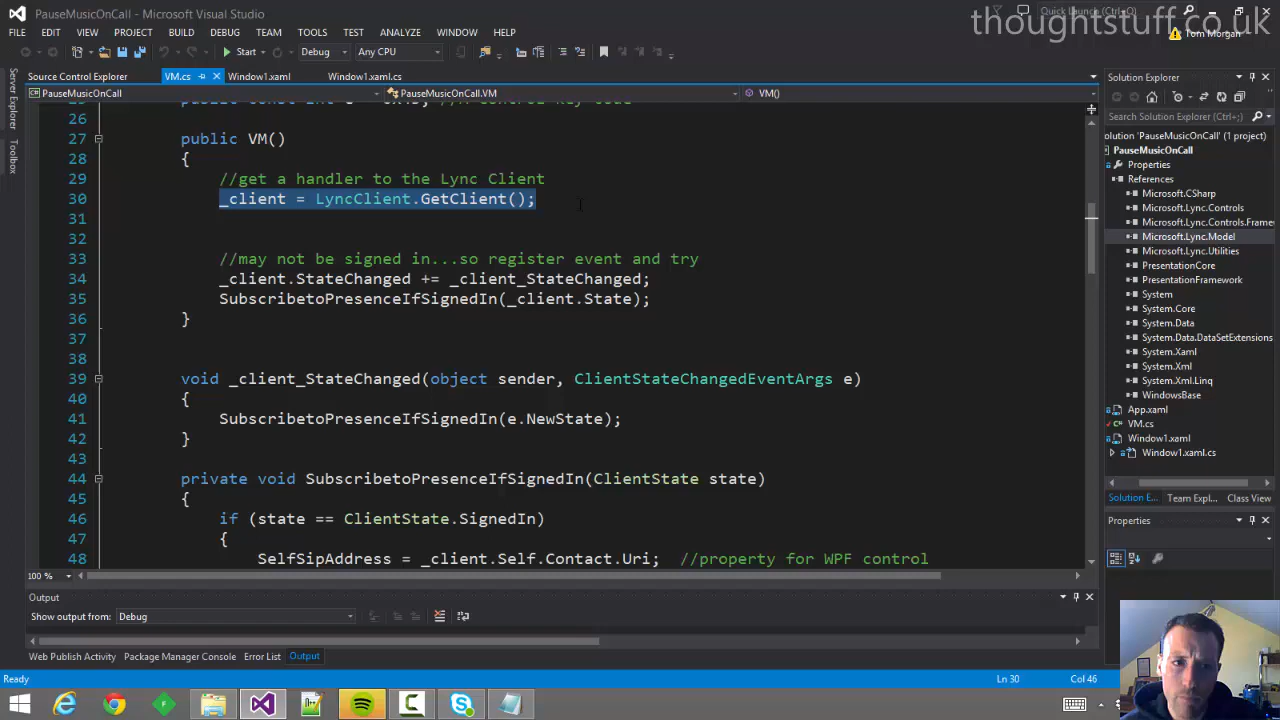 PauseMusicOnCall - Microsoft Visual Studio
Quick Launch (Ctrl+Q)
thoughtstuff.co.uk
FILE EDIT VIEW PROJECT BUILD DEBUG TEAM TOOLS TEST ARCHITECTURE ANALYZE WINDOW HELP
Tom Morgan
Start Debug Any CPU
Server Explorer
Toolbox
Source Control Explorer VM.cs Window1.xaml Window1.xaml.cs
PauseMusicOnCall PauseMusicOnCall.VM VM()
26
27 public VM()
28 {
29 //get a handler to the Lync Client
30 _client = LyncClient.GetClient();
31
32
33 //may not be signed in...so register event and try
34 _client.StateChanged += _client_StateChanged;
35 SubscribetoPresenceIfSignedIn(_client.State);
36 }
37
38
39 void _client_StateChanged(object sender, ClientStateChangedEventArgs e)
40 {
41 SubscribetoPresenceIfSignedIn(e.NewState);
42 }
43
44 private void SubscribetoPresenceIfSignedIn(ClientState state)
45 {
46 if (state == ClientState.SignedIn)
47 {
48 SelfSipAddress = _client.Self.Contact.Uri; //property for WPF control
100 %
Solution Explorer
Search Solution Explorer (Ctrl+;)
olution 'PauseMusicOnCall' (1 project)
PauseMusicOnCall
Properties
References
Microsoft.CSharp
Microsoft.Lync.Controls
Microsoft.Lync.Controls.Frame
Microsoft.Lync.Model
Microsoft.Lync.Utilities
PresentationCore
PresentationFramework
System
System.Core
System.Data
System.Data.DataSetExtensions
System.Xaml
System.Xml
System.Xml.Linq
WindowsBase
App.xaml
VM.cs
Window1.xaml
Window1.xaml.cs
Solution E... Team Expl... Class View
Properties
Output
Show output from: Debug
Web Publish Activity Package Manager Console Error List Output
Ready Ln 30 Col 46